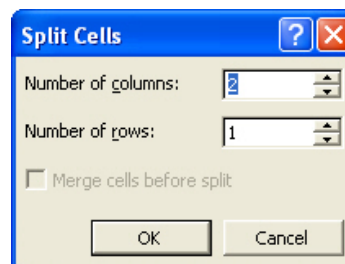 Split Cells
Number of columns: 2
Number of rows: 1
Merge cells before split
OK Cancel